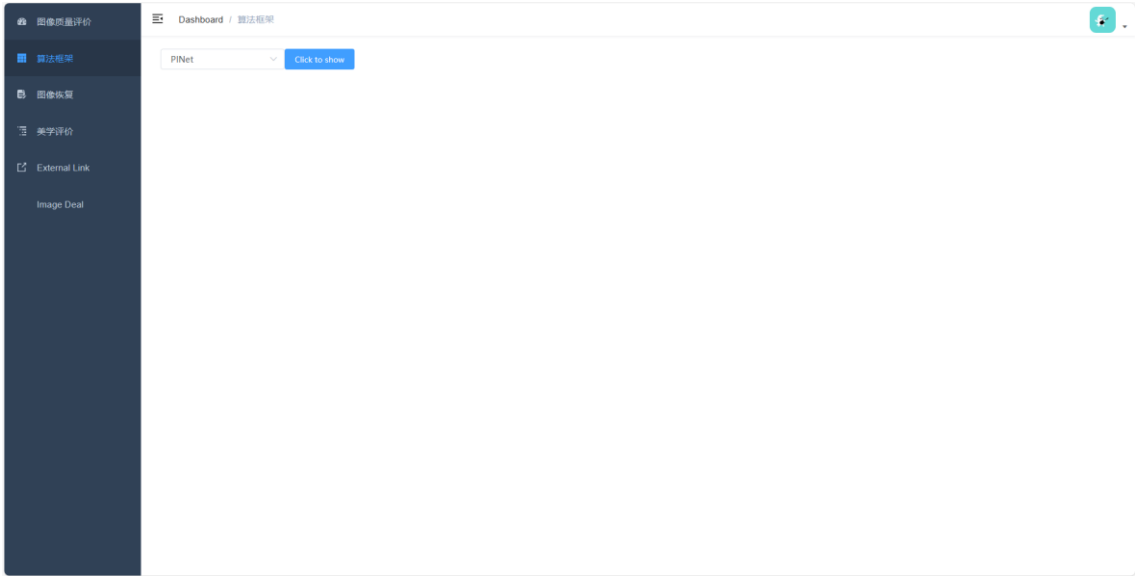 图像质量评价
算法框架
图像恢复
美学评价
External Link
Image Deal
Dashboard / 算法框架
PINet
Click to show